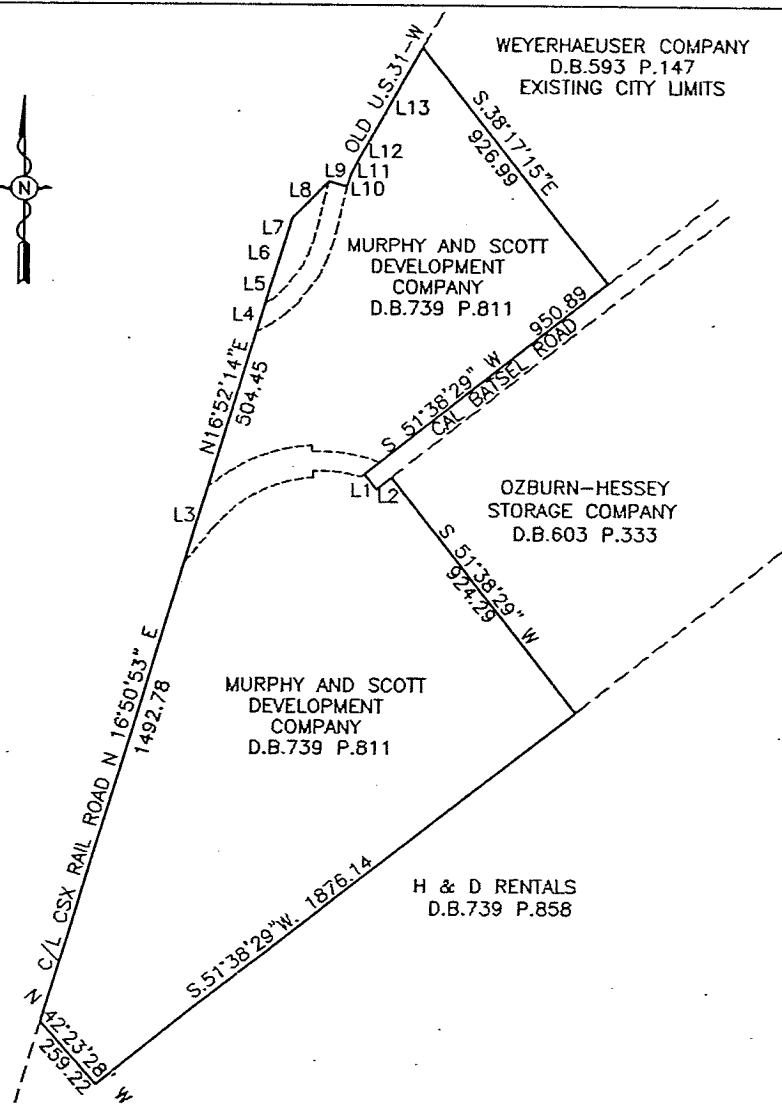 WEYERHAEUSER COMPANY
D.B.593 P.147
EXISTING CITY LIMITS
OLD U.S.31-W
L13
S.38°17'15"E
926.99
L12
L11
L10
L9
L8
L7
L6
L5
L4
N
MURPHY AND SCOTT
DEVELOPMENT
COMPANY
D.B.739 P.811
N16°52'14"E
504.45
S 51°38'29" W 950.89
CAL BATSEL ROAD
L1
L2
L3
OZBURN-HESSEY
STORAGE COMPANY
D.B.603 P.333
S 51°38'29" W
924.29
MURPHY AND SCOTT
DEVELOPMENT
COMPANY
D.B.739 P.811
C/L CSX RAIL ROAD N 16°50'53" E
1492.78
S.51°38'29"W. 1876.14
H & D RENTALS
D.B.739 P.858
N 42°23'28' W
259.22